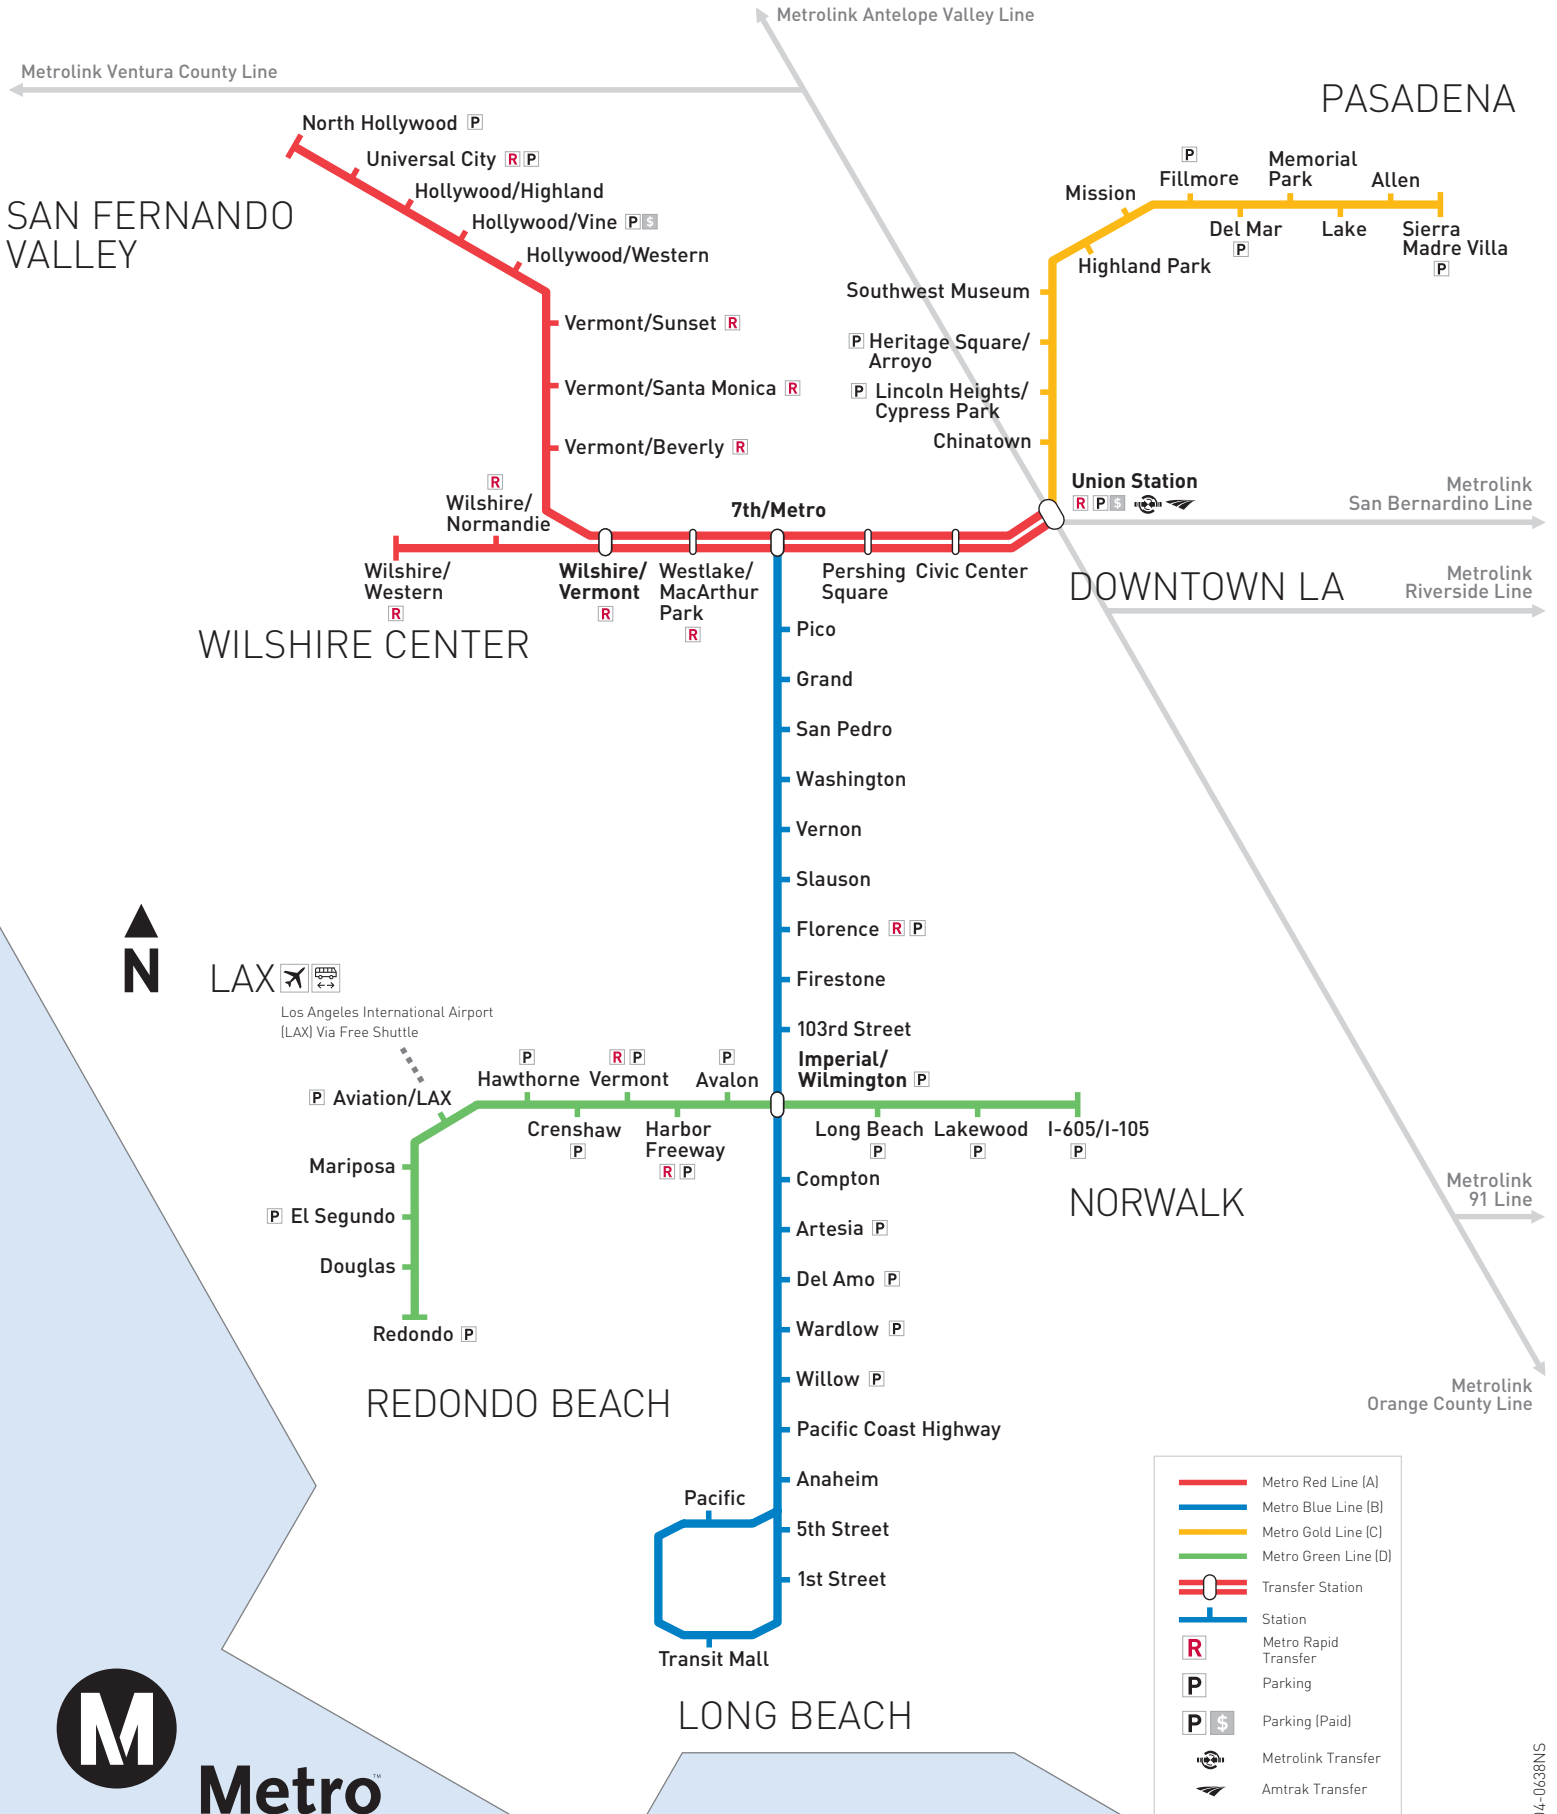 Metrolink Antelope Valley Line
Metrolink Ventura County Line
PASADENA
North Hollywood P
Universal City R P
Hollywood/Highland
Hollywood/Vine P $
Hollywood/Western
SAN FERNANDO
VALLEY
Vermont/Sunset R
Vermont/Santa Monica R
Vermont/Beverly R
P
Fillmore
Memorial
Park
Allen
Mission
Del Mar
P
Lake
Sierra
Madre Villa
P
Highland Park
Southwest Museum
P Heritage Square/
Arroyo
P Lincoln Heights/
Cypress Park
Chinatown
Union Station
R P $
Metrolink
San Bernardino Line
R
Wilshire/
Normandie
7th/Metro
Wilshire/
Western
R
Wilshire/
Vermont
R
Westlake/
MacArthur
Park
R
Pershing
Square
Civic Center
DOWNTOWN LA
Metrolink
Riverside Line
WILSHIRE CENTER
Pico
Grand
San Pedro
Washington
Vernon
Slauson
Florence R P
Firestone
103rd Street
Imperial/
Wilmington P
N
LAX
Los Angeles International Airport
(LAX) Via Free Shuttle
P Aviation/LAX
P
Hawthorne
R P
Vermont
P
Avalon
Crenshaw
P
Harbor
Freeway
R P
Long Beach
P
Lakewood
P
I-605/I-105
P
Mariposa
P El Segundo
Douglas
Redondo P
NORWALK
Metrolink
91 Line
REDONDO BEACH
Compton
Artesia P
Del Amo P
Wardlow P
Willow P
Pacific Coast Highway
Anaheim
Pacific
5th Street
1st Street
Transit Mall
LONG BEACH
Metrolink
Orange County Line
Metro Red Line (A)
Metro Blue Line (B)
Metro Gold Line (C)
Metro Green Line (D)
Transfer Station
Station
R Metro Rapid
Transfer
P Parking
P $ Parking (Paid)
Metrolink Transfer
Amtrak Transfer
M
Metro™
14-0638NS